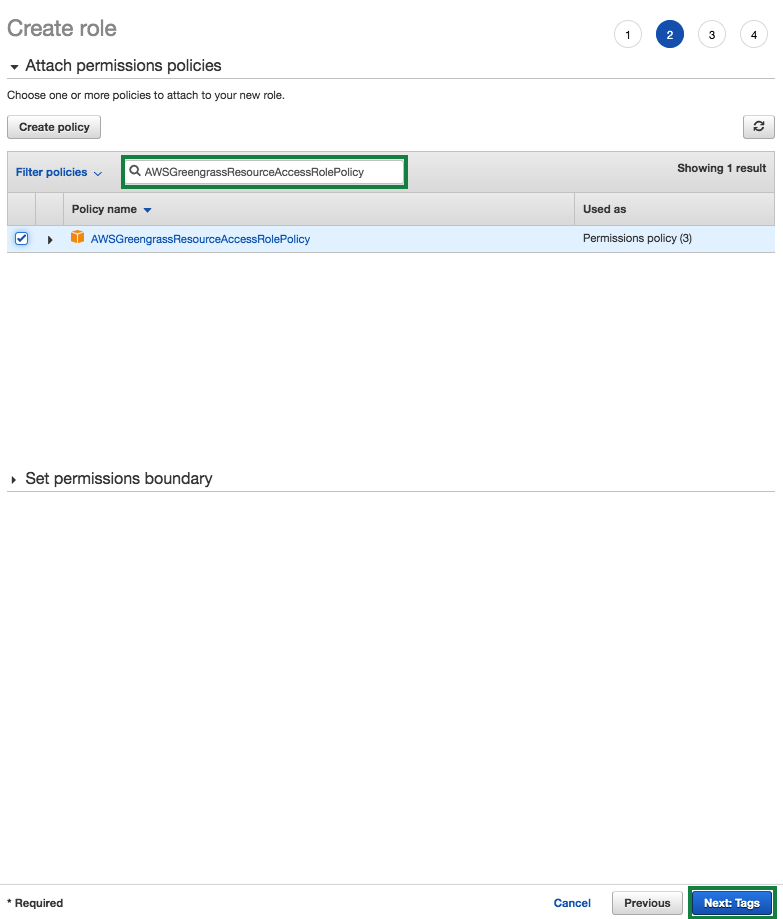 Create role
1 2 3 4
Attach permissions policies
Choose one or more policies to attach to your new role.
Create policy
Filter policies AWSGreengrassResourceAccessRolePolicy Showing 1 result
Policy name Used as
AWSGreengrassResourceAccessRolePolicy Permissions policy (3)
Set permissions boundary
* Required Cancel Previous Next: Tags